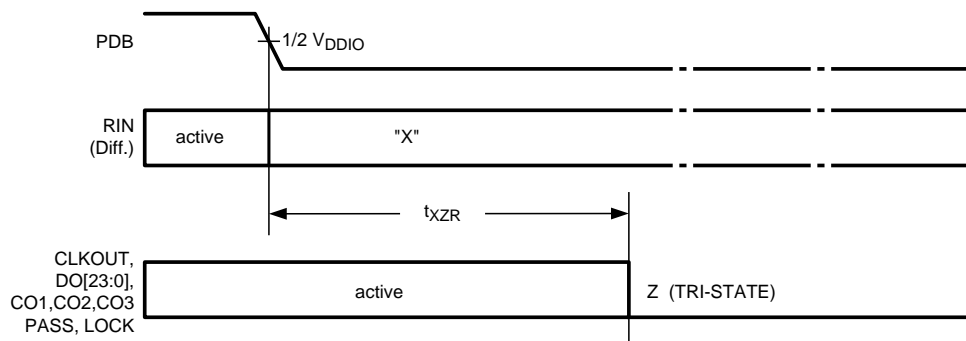 PDB
1/2 VDDIO
RIN
(Diff.)
active
"X"
tXZR
CLKOUT,
DO[23:0],
CO1,CO2,CO3
PASS, LOCK
active
Z (TRI-STATE)